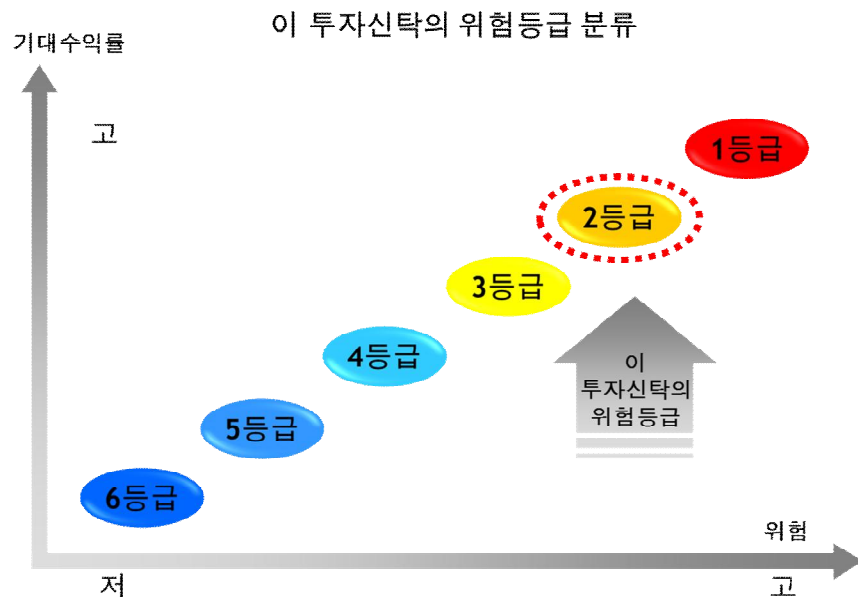 이 투자신탁의 위험등급 분류
기대수익률
고
1등급
2등급
3등급
4등급
이
투자신탁의
위험등급
5등급
6등급
위험
저
고